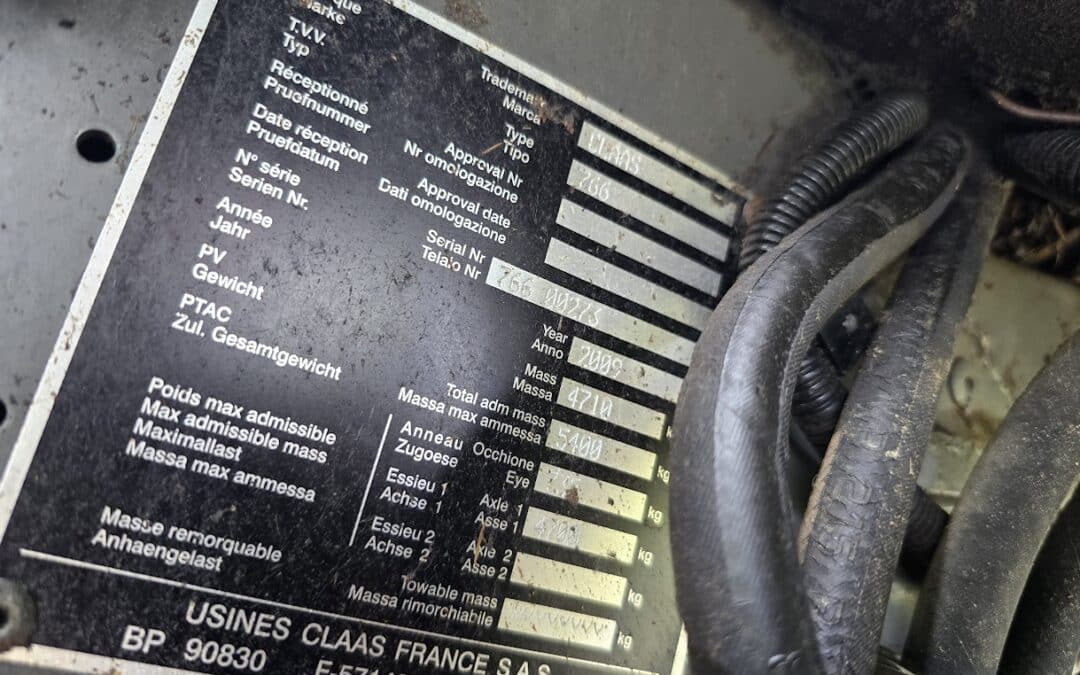 T.V.V.
Typ
Réceptionné
Pruefnummer
Date réception
Pruefdatum
N° série
Serien Nr.
Année
Jahr
PV
Gewicht
PTAC
Zul. Gesamtgewicht
Poids max admissible
Max admissible mass
Maximallast
Massa max ammessa
Masse remorquable
Anhaengelast
Marca
CLAAS
Type
Tipo
766
Approval Nr
Nr omologazione
Approval date
Dati omologazione
Serial Nr
Telaio Nr
766
Year
Anno
2009
Mass
Massa
4710
Total adm mass
Massa max ammessa
5400
kg
Anneau
Zugoese
Occhione
Eye
kg
Essieu 1
Achse 1
Axle 1
Asse 1
4700
kg
Essieu 2
Achse 2
Axle 2
Asse 2
kg
Towable mass
Massa rimorchiabile
kg
USINES CLAAS FRANCE S.A.S
BP 90830